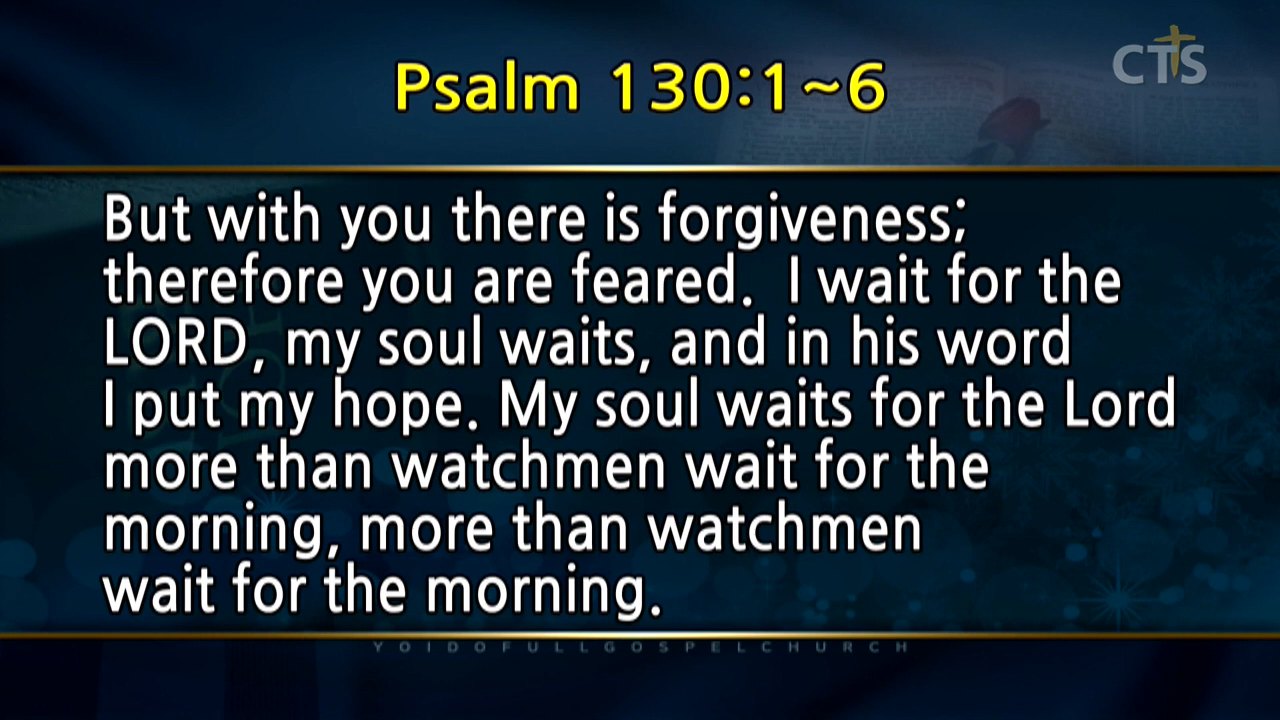 Psalm 130:1~6
CTS
But with you there is forgiveness;
therefore you are feared.  I wait for the
LORD, my soul waits, and in his word
I put my hope. My soul waits for the Lord
more than watchmen wait for the
morning, more than watchmen
wait for the morning.
YOIDOFULLGOSPELCHURCH